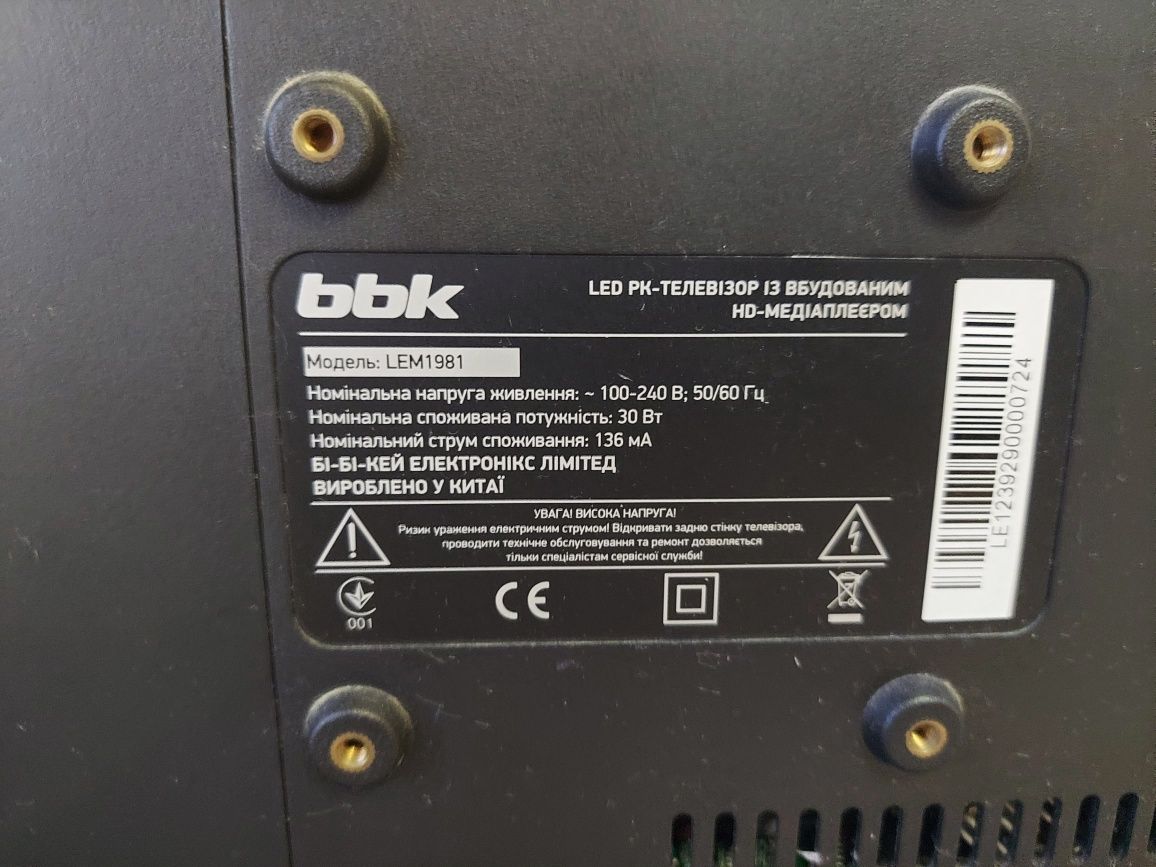 bbk
LED РК-ТЕЛЕВІЗОР ІЗ ВБУДОВАНИМ
HD-МЕДІАПЛЕЄРОМ
Модель: LEM1981
Номінальна напруга живлення: ~ 100-240 В; 50/60 Гц
Номінальна споживана потужність: 30 Вт
Номінальний струм споживання: 136 мА
БІ-БІ-КЕЙ ЕЛЕКТРОНІКС ЛІМІТЕД
ВИРОБЛЕНО У КИТАЇ
УВАГА! ВИСОКА НАПРУГА!
Ризик ураження електричним струмом! Відкривати задню стінку телевізора,
проводити технічне обслуговування та ремонт дозволяється
тільки спеціалістам сервісної служби!
001
CE
LE1239290000724